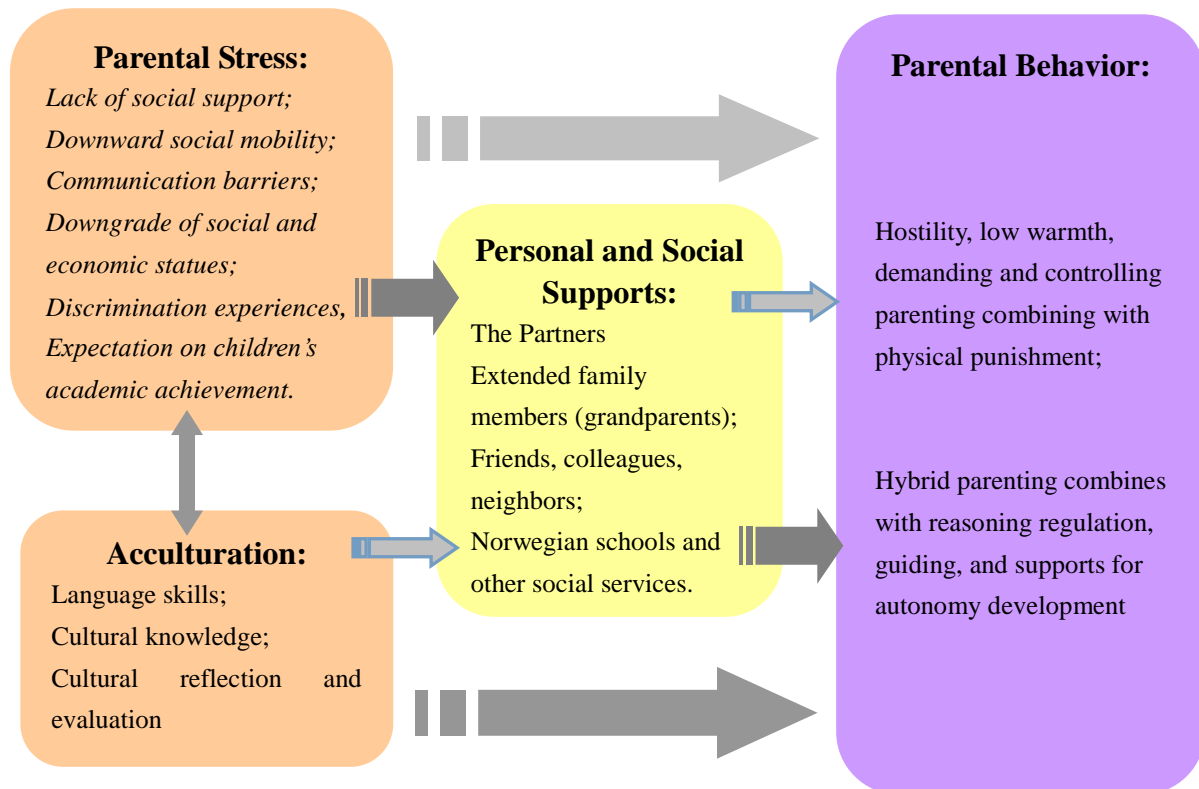 Parental Stress:
Lack of social support;
Downward social mobility;
Communication barriers;
Downgrade of social and
economic statues;
Discrimination experiences,
Expectation on children’s
academic achievement.
Acculturation:
Language skills;
Cultural knowledge;
Cultural reflection and
evaluation
Personal and Social
Supports:
The Partners
Extended family
members (grandparents);
Friends, colleagues,
neighbors;
Norwegian schools and
other social services.
Parental Behavior:
Hostility, low warmth,
demanding and controlling
parenting combining with
physical punishment;
Hybrid parenting combines
with reasoning regulation,
guiding, and supports for
autonomy development